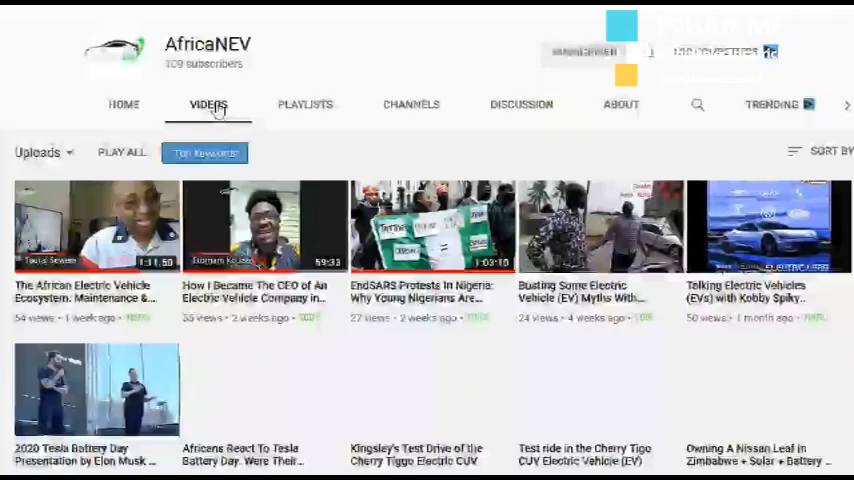 FOLLOW ME
AfricaNEV
109 subscribers
HOME
VIDEOS
PLAYLISTS
CHANNELS
DISCUSSION
ABOUT
TRENDING
Uploads
PLAY ALL
Top Keywords
SORT BY
1:11:50
59:33
1:03:10
The African Electric Vehicle
Ecosystem: Maintenance &...
54 views • 1 week ago • 100%
How I Became The CEO of An
Electric Vehicle Company in...
2 weeks ago
EndSARS Protests In Nigeria:
Why Young Nigerians Are...
27 views • 2 weeks ago
Busting Some Electric
Vehicle (EV) Myths With...
24 views • 4 weeks ago
Talking Electric Vehicles
(EVs) with Kobby Spiky...
50 views • 1 month ago • 100%
2020 Tesla Battery Day
Presentation by Elon Musk ...
Africans React To Tesla
Battery Day. Were Their...
Kingsley's Test Drive of the
Cherry Tiggo Electric CUV
Test ride in the Cherry Tigo
CUV Electric Vehicle (EV)
Owning A Nissan Leaf in
Zimbabwe + Solar + Battery ...